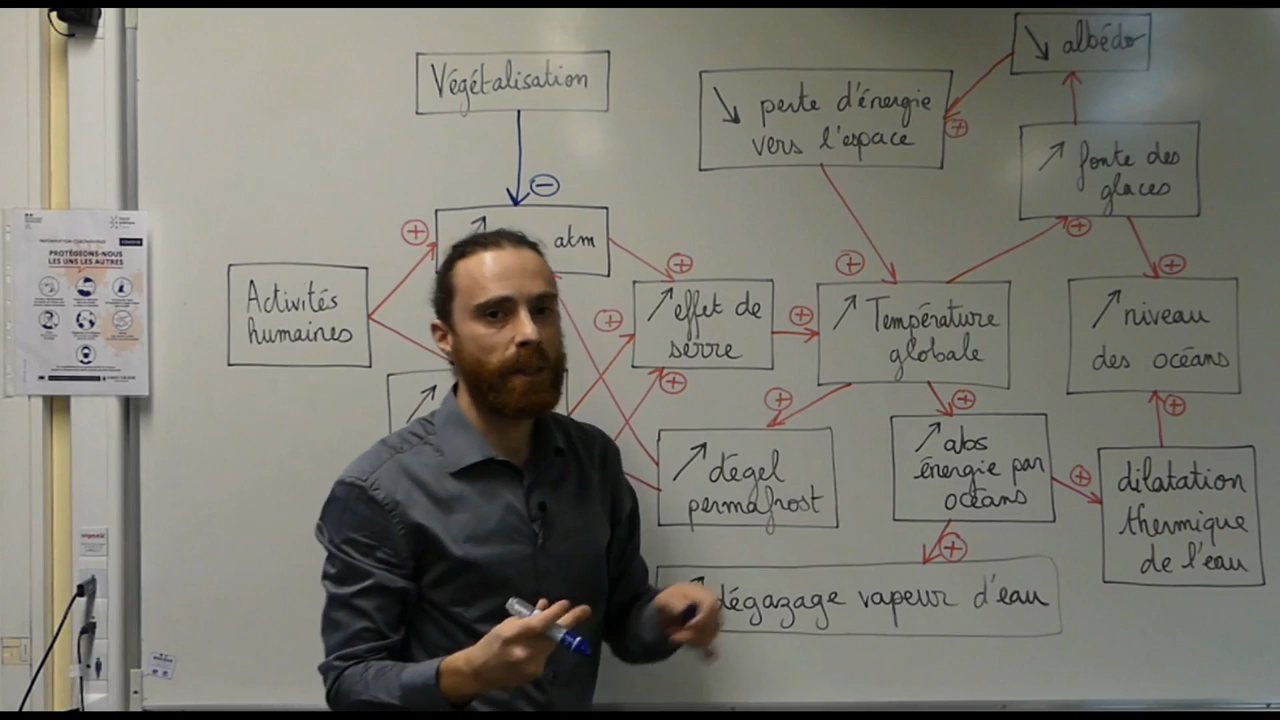 Végétalisation
↗ atm
Activités
humaines
↗
↗ effet de
serre
↘ perte d'énergie
vers l'espace
↘ albédo
↗ fonte des
glaces
↗ Température
globale
↗ niveau
des océans
↗ dégel
permafrost
↗ abs
énergie par
océans
dilatation
thermique
de l'eau
dégazage vapeur d'eau
PROTÉGEONS-NOUS
LES UNS LES AUTRES